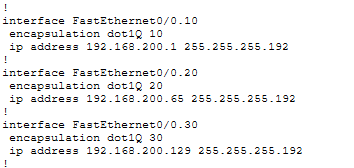 !
interface FastEthernet0/0.10
 encapsulation dot1Q 10
 ip address 192.168.200.1 255.255.255.192
!
interface FastEthernet0/0.20
 encapsulation dot1Q 20
 ip address 192.168.200.65 255.255.255.192
!
interface FastEthernet0/0.30
 encapsulation dot1Q 30
 ip address 192.168.200.129 255.255.255.192
!